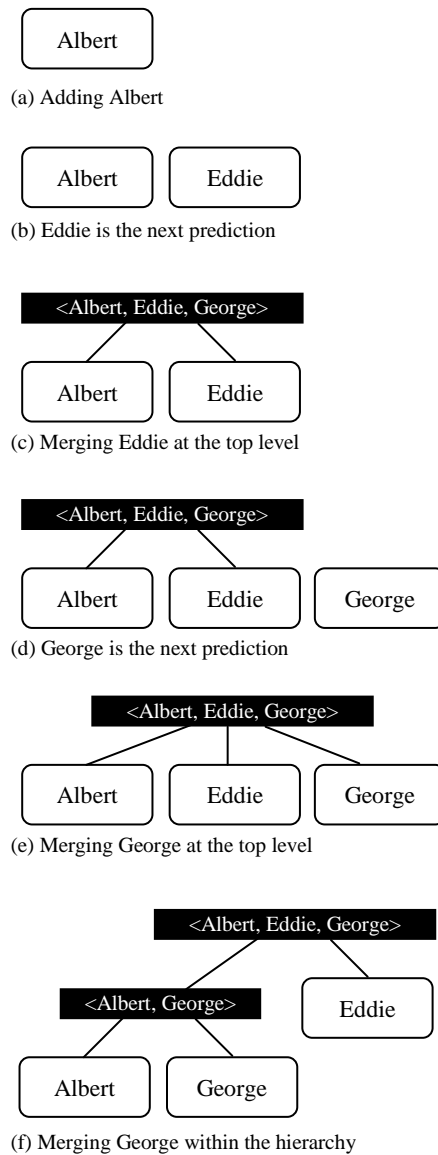 Albert
(a) Adding Albert
Albert Eddie
(b) Eddie is the next prediction
<Albert, Eddie, George>
Albert Eddie
(c) Merging Eddie at the top level
<Albert, Eddie, George>
Albert Eddie George
(d) George is the next prediction
<Albert, Eddie, George>
Albert Eddie George
(e) Merging George at the top level
<Albert, Eddie, George>
<Albert, George>
Eddie
Albert George
(f) Merging George within the hierarchy